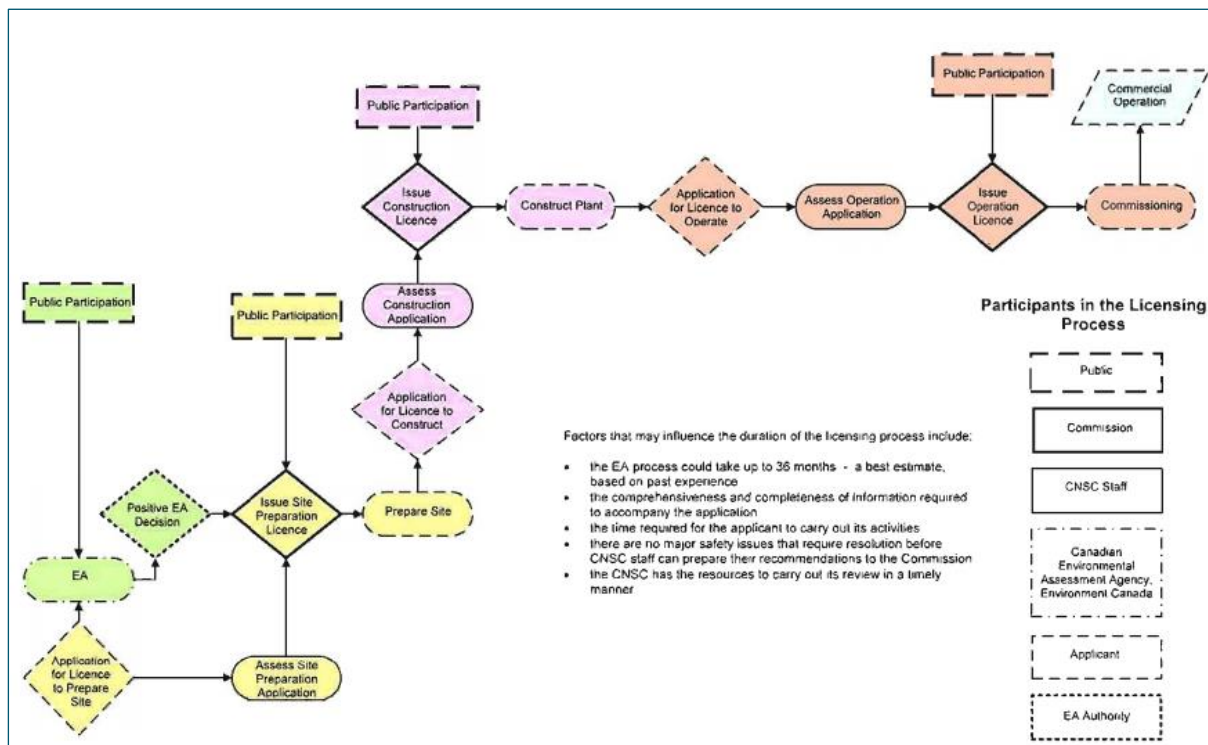 Public Participation
Commercial
Operation
Public Participation
Issue
Construction
Licence
Construct Plant
Application
for Licence to
Operate
Assess Operation
Application
Issue
Operation
Licence
Commissioning
Public Participation
Public Participation
Assess
Construction
Application
Application
for Licence to
Construct
Positive EA
Decision
Issue Site
Preparation
Licence
Prepare Site
EA
Application
for Licence
to Prepare
Site
Assess Site
Preparation
Application
Factors that may influence the duration of the licensing process include:
• the EA process could take up to 36 months - a best estimate,
based on past experience
• the comprehensiveness and completeness of information required
to accompany the application
• the time required for the applicant to carry out its activities
• there are no major safety issues that require resolution before
CNSC staff can prepare their recommendations to the Commission
• the CNSC has the resources to carry out its review in a timely
manner
Participants in the Licensing
Process
Public
Commission
CNSC Staff
Canadian
Environmental
Assessment Agency,
Environment Canada
Applicant
EA Authority